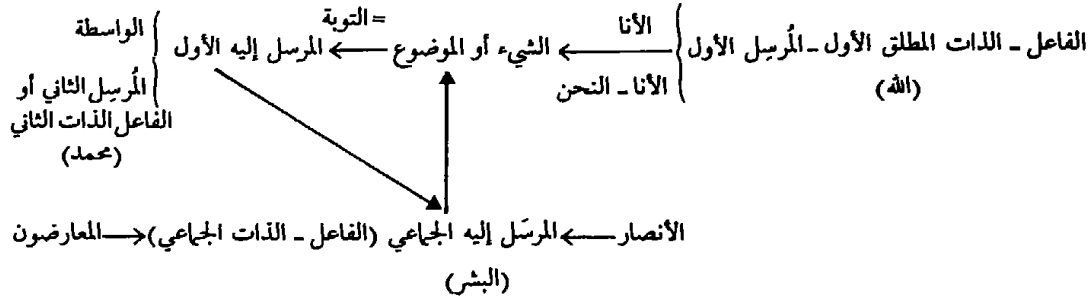 الفاعل ـ الذات المطلق الأول ـ المُرسِل الأول
(الله)
الأنا
الأنا ـ النحن
الشيء أو الموضوع
=التوبة
المرسل إليه الأول
الواسطة
المُرسِل الثاني أو
الفاعل الذات الثاني
(محمد)
الأنصار
المرسَل إليه الجماعي (الفاعل ـ الذات الجماعي)
المعارضون
(البشر)